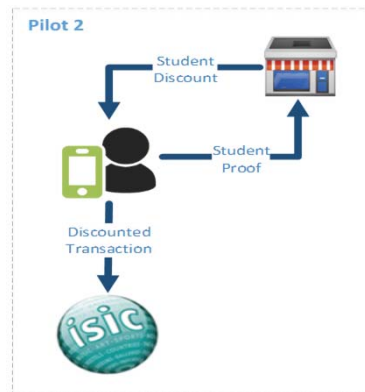 Pilot 2
Student
Discount
Student
Proof
Discounted
Transaction
isic